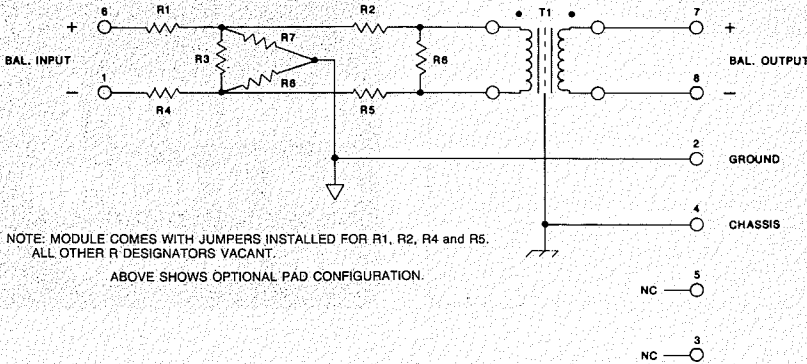 6 R1 R2 T1 7
+ +
BAL. INPUT R3 R7 R6 BAL. OUTPUT
R6
1 8
− R4 R5 −
2
GROUND
4
CHASSIS
NOTE: MODULE COMES WITH JUMPERS INSTALLED FOR R1, R2, R4 and R5.
ALL OTHER R DESIGNATORS VACANT.
ABOVE SHOWS OPTIONAL PAD CONFIGURATION.
5
NC
3
NC